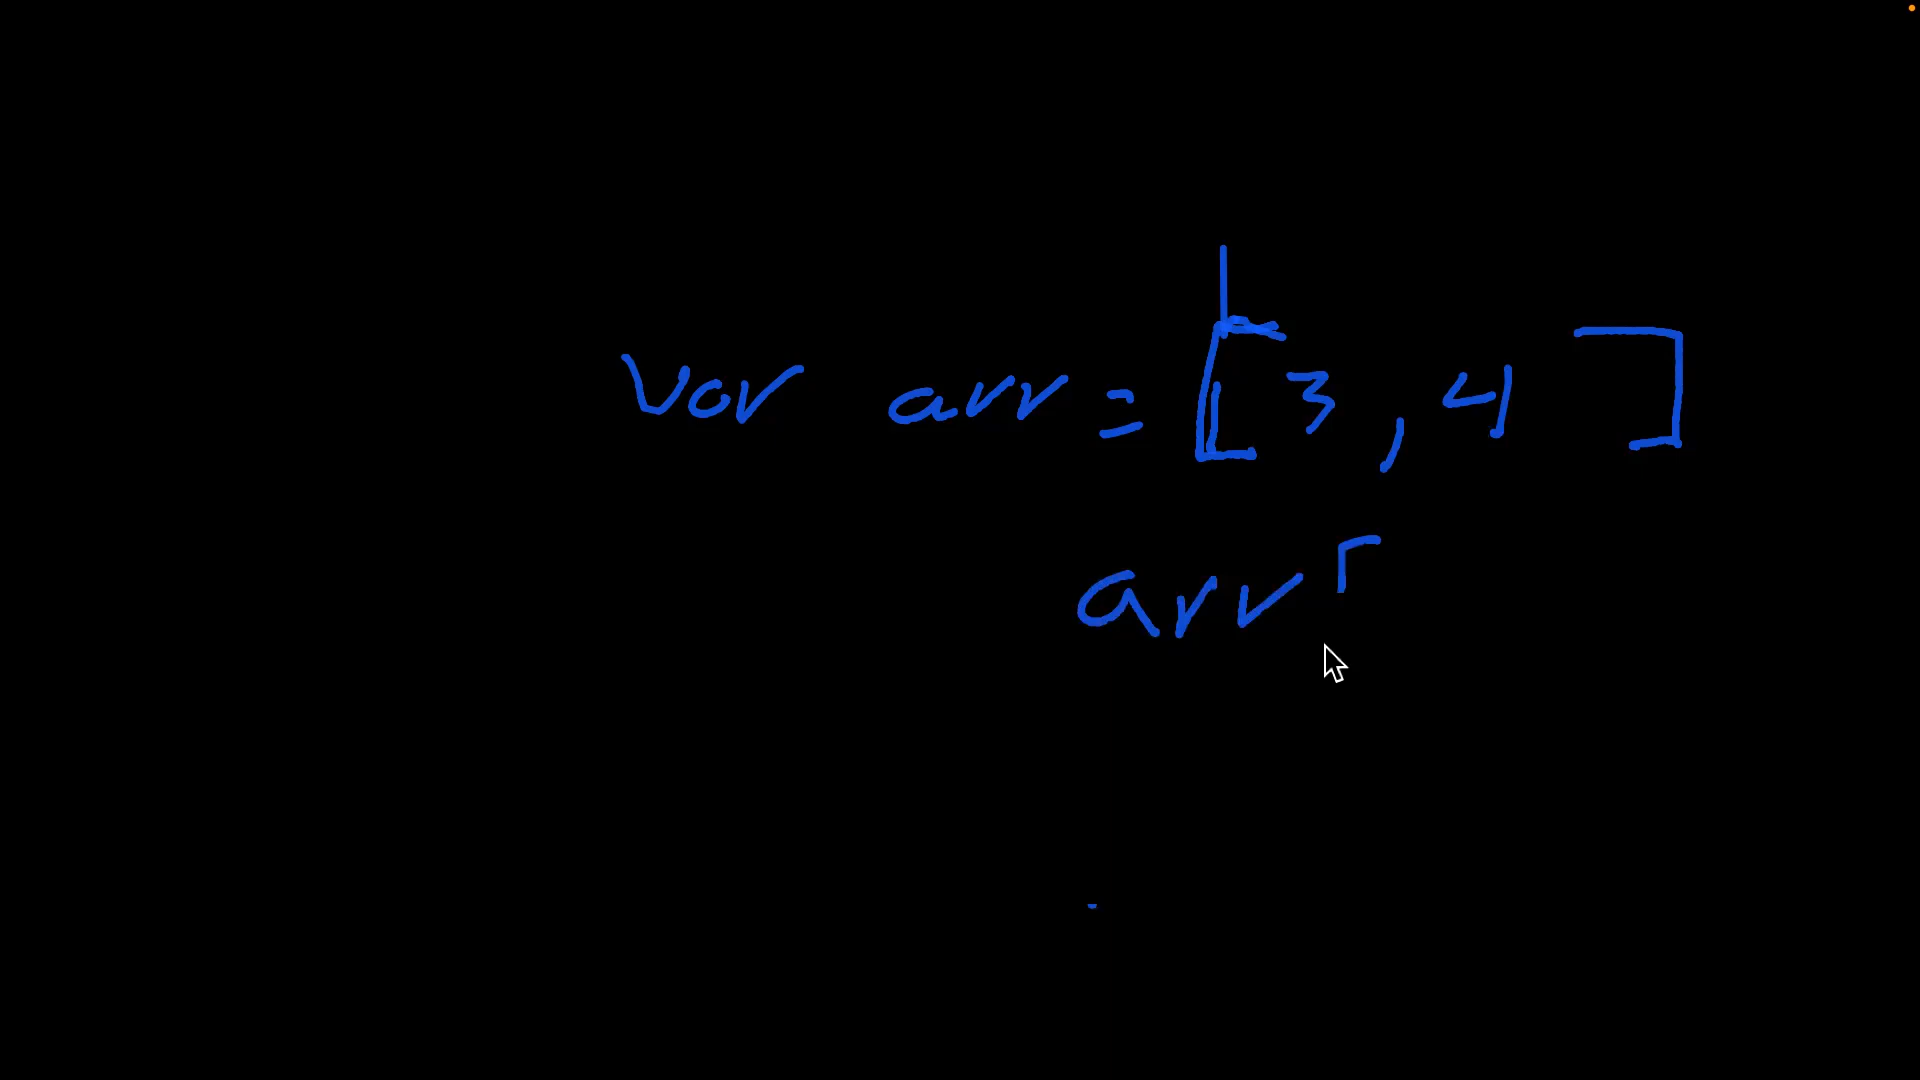 var arr = [3, 4]
arr[